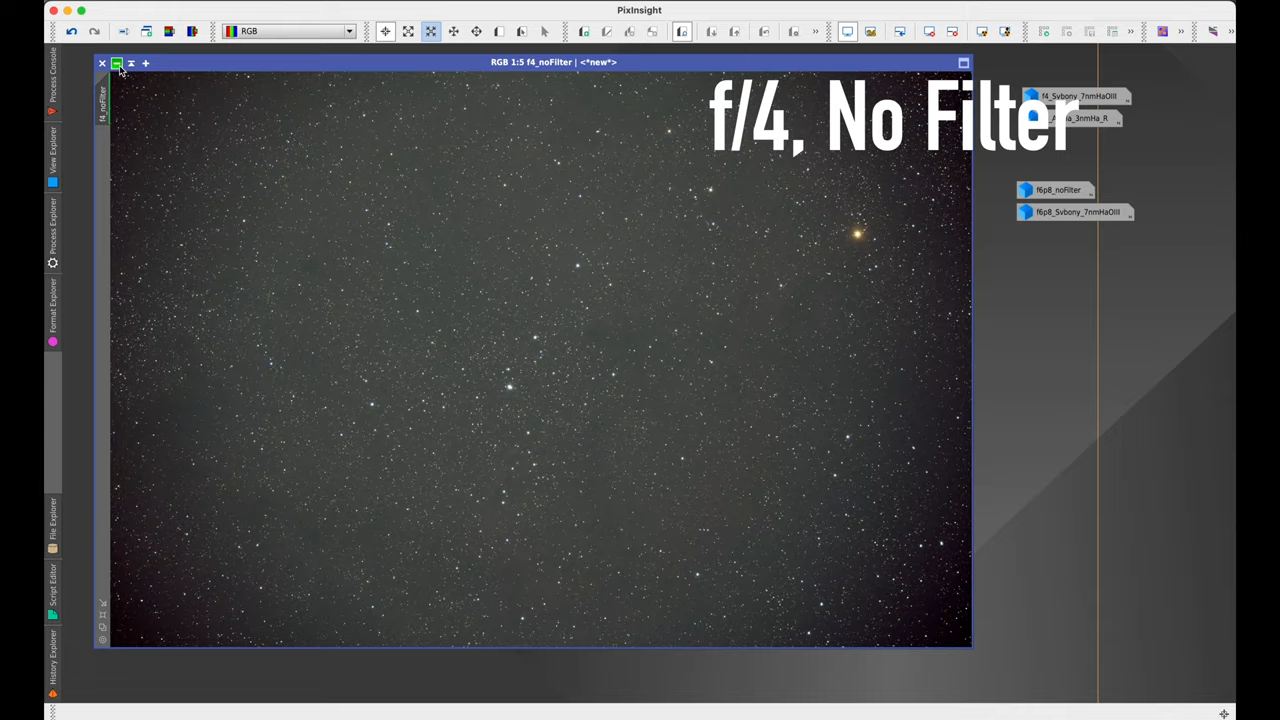 PixInsight
RGB
RGB 1:5 f4_noFilter | <*new*>
f/4, No Filter
f4_noFilter
f4_Svbony_7nmHaOIII
_3nmHa_R
f6p8_noFilter
f6p8_Svbony_7nmHaOIII
Process Console
View Explorer
Process Explorer
Format Explorer
File Explorer
Script Editor
History Explorer